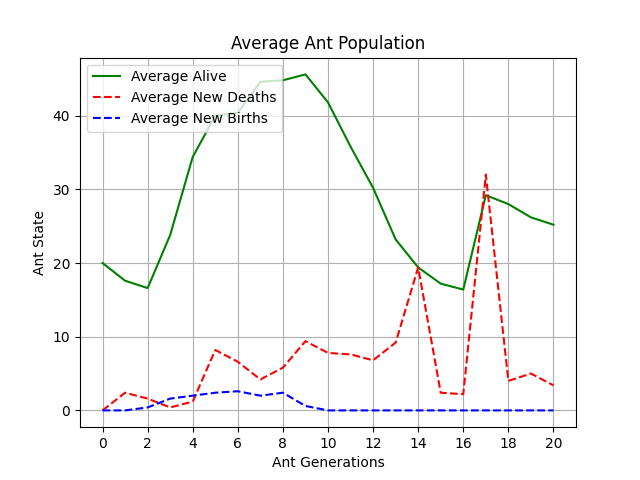 Average Ant Population
Average Alive
Average New Deaths
Average New Births
40
30
20
10
0
Ant State
0 2 4 6 8 10 12 14 16 18 20
Ant Generations